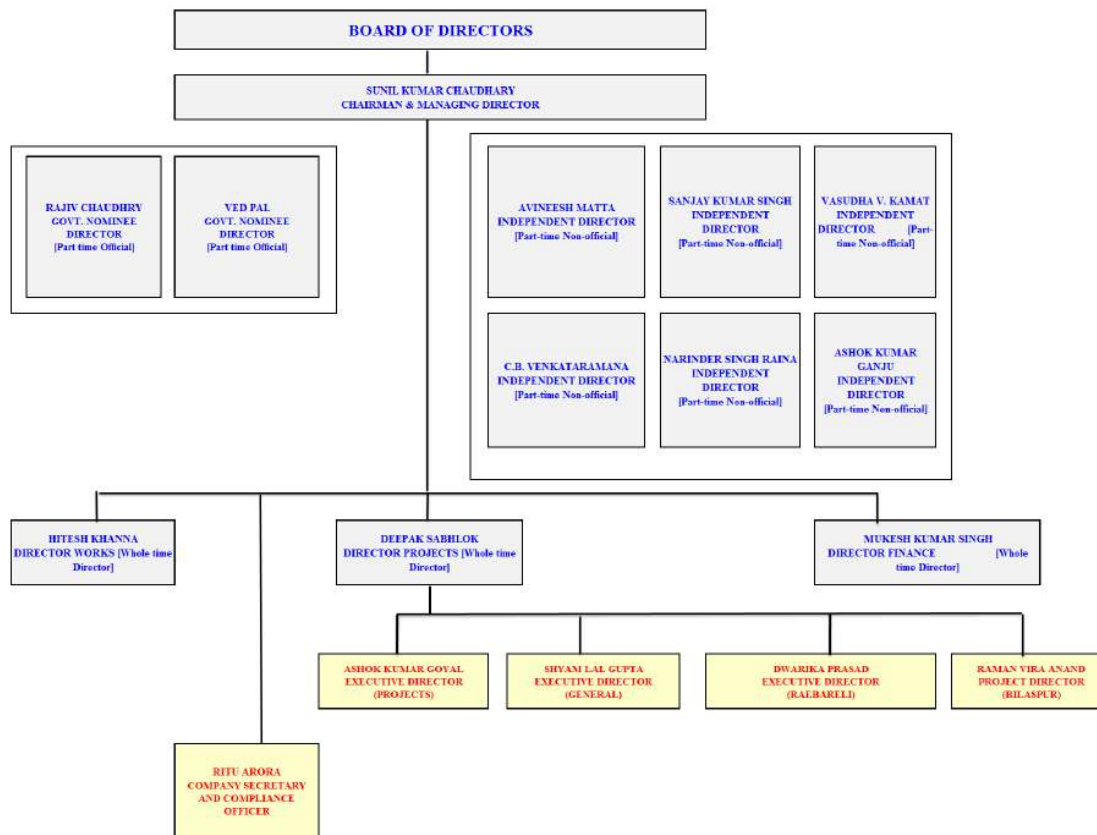 BOARD OF DIRECTORS
SUNIL KUMAR CHAUDHARY
CHAIRMAN & MANAGING DIRECTOR
RAJIV CHAUDHRY
GOVT. NOMINEE
DIRECTOR
[Part time Official]
VED PAL
GOVT. NOMINEE
DIRECTOR
[Part time Official]
AVINEESH MATTA
INDEPENDENT DIRECTOR
[Part-time Non-official]
SANJAY KUMAR SINGH
INDEPENDENT
DIRECTOR
[Part-time Non-official]
VASUDHA V. KAMAT
INDEPENDENT
DIRECTOR [Part-
time Non-official]
C.B. VENKATARAMANA
INDEPENDENT DIRECTOR
[Part-time Non-official]
NARINDER SINGH RAINA
INDEPENDENT
DIRECTOR
[Part-time Non-official]
ASHOK KUMAR
GANJU
INDEPENDENT
DIRECTOR
[Part-time Non-official]
HITESH KHANNA
DIRECTOR WORKS [Whole time
Director]
DEEPAK SABHLOK
DIRECTOR PROJECTS [Whole time
Director]
MUKESH KUMAR SINGH
DIRECTOR FINANCE [Whole
time Director]
ASHOK KUMAR GOYAL
EXECUTIVE DIRECTOR
(PROJECTS)
SHYAM LAL GUPTA
EXECUTIVE DIRECTOR
(GENERAL)
DWARIKA PRASAD
EXECUTIVE DIRECTOR
(RAEBARELI)
RAMAN VIRA ANAND
PROJECT DIRECTOR
(BILASPUR)
RITU ARORA
COMPANY SECRETARY
AND COMPLIANCE
OFFICER